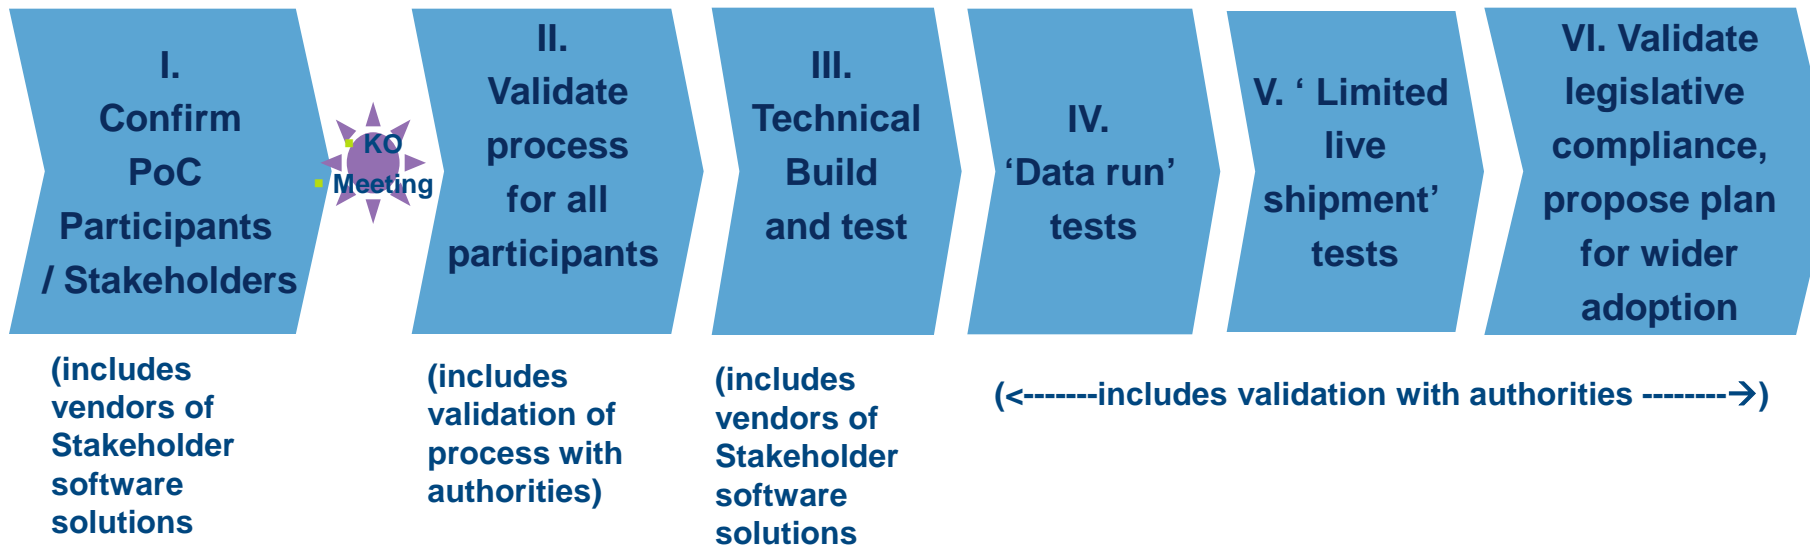 I.
Confirm
PoC
Participants
/ Stakeholders
KO
Meeting
II.
Validate
process
for all
participants
III.
Technical
Build
and test
IV.
‘Data run’
tests
V. ‘ Limited
live
shipment’
tests
VI. Validate
legislative
compliance,
propose plan
for wider
adoption
(includes
vendors of
Stakeholder
software
solutions
(includes
validation of
process with
authorities)
(includes
vendors of
Stakeholder
software
solutions
(<-------includes validation with authorities --------→)